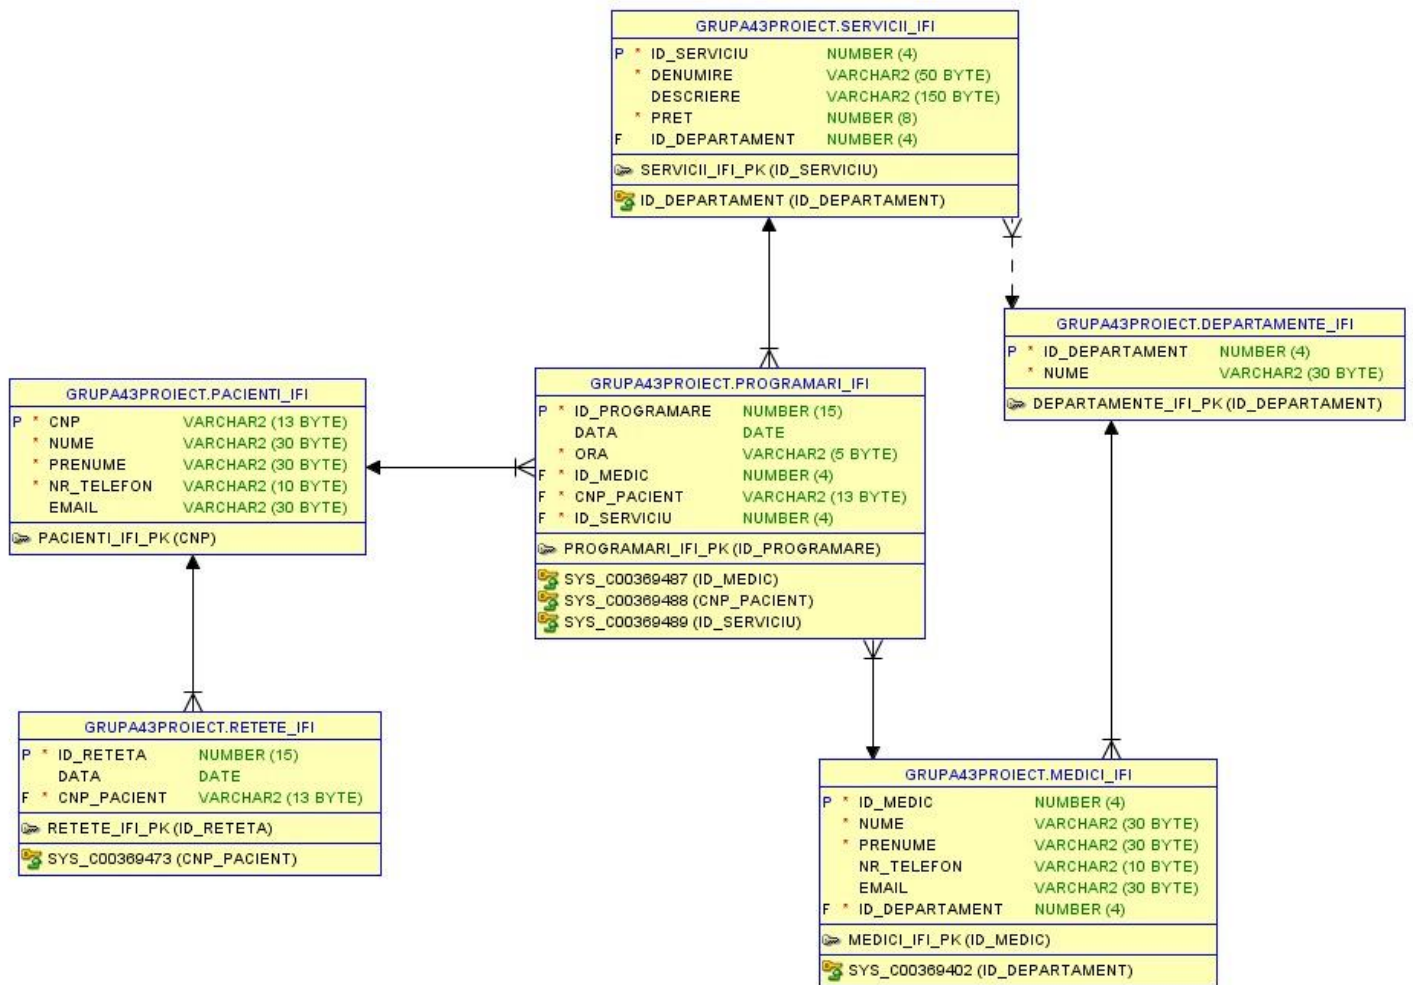 GRUPA43PROIECT.SERVICII_IFI
P * ID_SERVICIU NUMBER (4)
* DENUMIRE VARCHAR2 (50 BYTE)
DESCRIERE VARCHAR2 (150 BYTE)
* PRET NUMBER (8)
F ID_DEPARTAMENT NUMBER (4)
SERVICII_IFI_PK (ID_SERVICIU)
ID_DEPARTAMENT (ID_DEPARTAMENT)
GRUPA43PROIECT.DEPARTAMENTE_IFI
P * ID_DEPARTAMENT NUMBER (4)
* NUME VARCHAR2 (30 BYTE)
DEPARTAMENTE_IFI_PK (ID_DEPARTAMENT)
GRUPA43PROIECT.PACIENTI_IFI
P * CNP VARCHAR2 (13 BYTE)
* NUME VARCHAR2 (30 BYTE)
* PRENUME VARCHAR2 (30 BYTE)
* NR_TELEFON VARCHAR2 (10 BYTE)
EMAIL VARCHAR2 (30 BYTE)
PACIENTI_IFI_PK (CNP)
GRUPA43PROIECT.PROGRAMARI_IFI
P * ID_PROGRAMARE NUMBER (15)
DATA DATE
* ORA VARCHAR2 (5 BYTE)
F * ID_MEDIC NUMBER (4)
F * CNP_PACIENT VARCHAR2 (13 BYTE)
F * ID_SERVICIU NUMBER (4)
PROGRAMARI_IFI_PK (ID_PROGRAMARE)
SYS_C00369487 (ID_MEDIC)
SYS_C00369488 (CNP_PACIENT)
SYS_C00369489 (ID_SERVICIU)
GRUPA43PROIECT.RETETE_IFI
P * ID_RETETA NUMBER (15)
DATA DATE
F * CNP_PACIENT VARCHAR2 (13 BYTE)
RETETE_IFI_PK (ID_RETETA)
SYS_C00369473 (CNP_PACIENT)
GRUPA43PROIECT.MEDICI_IFI
P * ID_MEDIC NUMBER (4)
* NUME VARCHAR2 (30 BYTE)
* PRENUME VARCHAR2 (30 BYTE)
NR_TELEFON VARCHAR2 (10 BYTE)
EMAIL VARCHAR2 (30 BYTE)
F * ID_DEPARTAMENT NUMBER (4)
MEDICI_IFI_PK (ID_MEDIC)
SYS_C00369402 (ID_DEPARTAMENT)